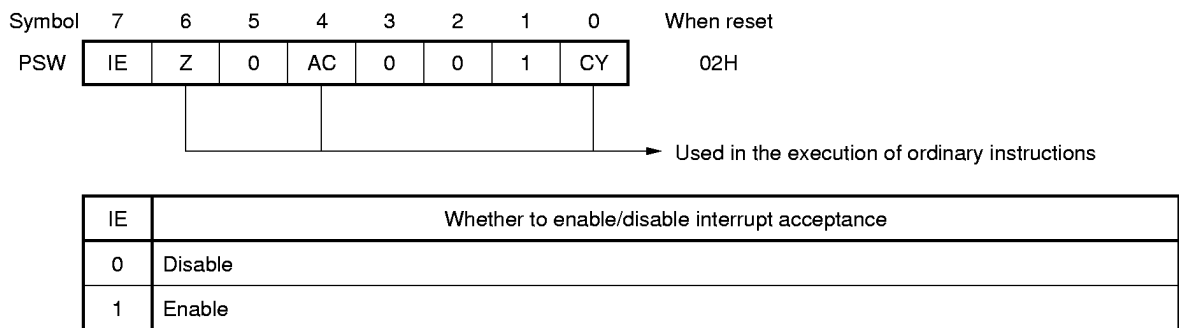 Symbol 7 6 5 4 3 2 1 0 When reset
PSW IE Z 0 AC 0 0 1 CY 02H
Used in the execution of ordinary instructions
IE Whether to enable/disable interrupt acceptance
0 Disable
1 Enable